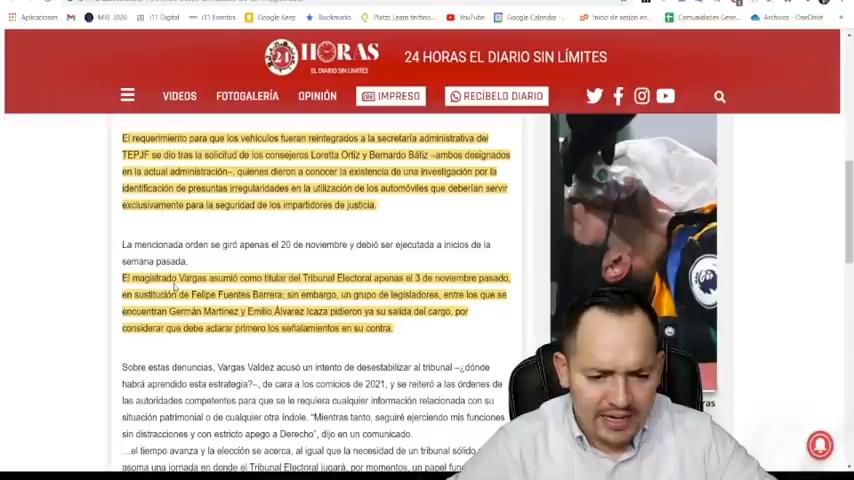 Aplicaciones
M
MIE 2020
i11 Digital
i11 Eventos
Google Keep
Bookmarks
Platzi: Learn techno...
YouTube
Google Calendar -...
Inicio de sesión en...
Comunidades Gene...
Archivos - OneDrive
»
24 HORAS
EL DIARIO SIN LÍMITES
24 HORAS EL DIARIO SIN LÍMITES
VIDEOS
FOTOGALERÍA
OPINIÓN
IMPRESO
RECÍBELO DIARIO
El requerimiento para que los vehículos fueran reintegrados a la secretaría administrativa del
TEPJF se dio tras la solicitud de los consejeros Loretta Ortiz y Bernardo Bátiz –ambos designados
en la actual administración–, quienes dieron a conocer la existencia de una investigación por la
identificación de presuntas irregularidades en la utilización de los automóviles que deberían servir
exclusivamente para la seguridad de los impartidores de justicia.
La mencionada orden se giró apenas el 20 de noviembre y debió ser ejecutada a inicios de la
semana pasada.
El magistrado Vargas asumió como titular del Tribunal Electoral apenas el 3 de noviembre pasado,
en sustitución de Felipe Fuentes Barrera; sin embargo, un grupo de legisladores, entre los que se
encuentran Germán Martínez y Emilio Álvarez Icaza pidieron ya su salida del cargo, por
considerar que debe aclarar primero los señalamientos en su contra.
Sobre estas denuncias, Vargas Valdez acusó un intento de desestabilizar al tribunal –¿dónde
habrá aprendido esta estrategia?–, de cara a los comicios de 2021, y se reiteró a las órdenes de
las autoridades competentes para que se le requiera cualquier información relacionada con su
situación patrimonial o de cualquier otra índole. “Mientras tanto, seguiré ejerciendo mis funciones
sin distracciones y con estricto apego a Derecho”, dijo en un comunicado.
…el tiempo avanza y la elección se acerca, al igual que la necesidad de un tribunal sólido
asoma una jornada en donde el Tribunal Electoral jugará, por momentos, un papel